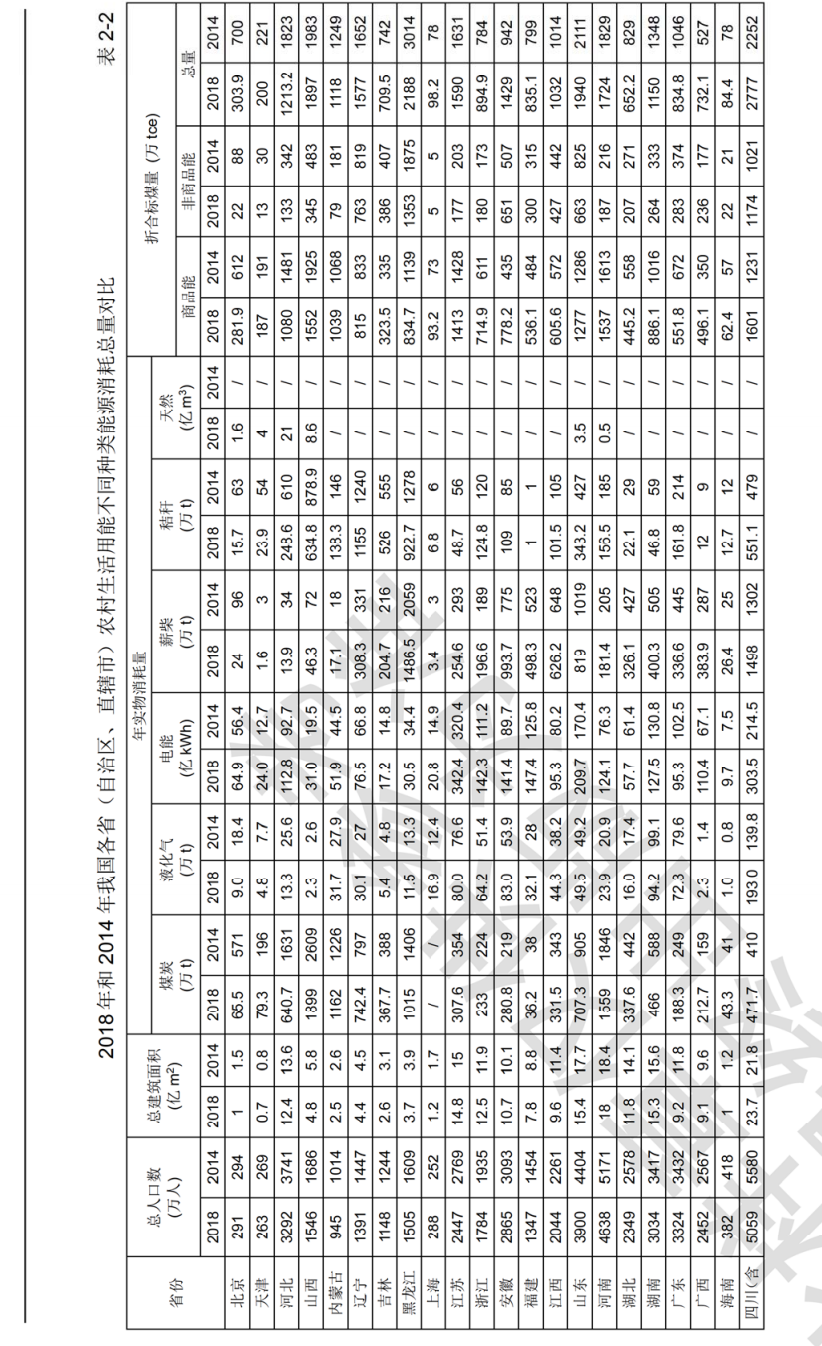 表 2-2
2018 年和 2014 年我国各省（自治区、直辖市）农村生活用能不同种类能源消耗总量对比
省份 总人口数 (万人) 总建筑面积 (亿 m²) 年实物消耗量 折合标煤量 (万 tce)
煤炭 (万 t) 液化气 (万 t) 电能 (亿 kWh) 薪柴 (万 t) 秸秆 (万 t) 天然 (亿 m³) 商品能 非商品能 总量
2018 2014 2018 2014 2018 2014 2018 2014 2018 2014 2018 2014 2018 2014 2018 2014 2018 2014 2018 2014 2018 2014
北京 291 294 1 1.5 65.5 571 9.0 18.4 64.9 56.4 24 96 15.7 63 1.6 / 281.9 612 22 88 303.9 700
天津 263 269 0.7 0.8 79.3 196 4.8 7.7 24.0 12.7 1.6 3 23.9 54 4 / 187 191 13 30 200 221
河北 3292 3741 12.4 13.6 640.7 1631 13.3 25.6 112.8 92.7 13.9 34 243.6 610 21 / 1080 1481 133 342 1213.2 1823
山西 1546 1686 4.8 5.8 1399 2609 2.3 2.6 31.0 19.5 46.3 72 634.8 878.9 8.6 / 1552 1925 345 483 1897 1983
内蒙古 945 1014 2.5 2.6 1162 1226 31.7 27.9 51.9 44.5 17.1 18 133.3 146 / / 1039 1068 79 181 1118 1249
辽宁 1391 1447 4.4 4.5 742.4 797 30.1 27 76.5 66.8 308.3 331 1155 1240 / / 815 833 763 819 1577 1652
吉林 1148 1244 2.6 3.1 367.7 388 5.4 4.8 17.2 14.8 204.7 216 526 555 / / 323.5 335 386 407 709.5 742
黑龙江 1505 1609 3.7 3.9 1015 1406 11.5 13.3 30.5 34.4 1486.5 2059 922.7 1278 / / 834.7 1139 1353 1875 2188 3014
上海 288 252 1.2 1.7 / / 16.9 12.4 20.8 14.9 3.4 3 6.8 6 / / 93.2 73 5 5 98.2 78
江苏 2447 2769 14.8 15 307.6 354 80.0 76.6 342.4 320.4 254.6 293 48.7 56 / / 1413 1428 177 203 1590 1631
浙江 1784 1935 12.5 11.9 233 224 64.2 51.4 142.3 111.2 196.6 189 124.8 120 / / 714.9 611 180 173 894.9 784
安徽 2865 3093 10.7 10.1 280.8 219 83.0 53.9 141.4 89.7 993.7 775 109 85 / / 778.2 435 651 507 1429 942
福建 1347 1454 7.8 8.8 36.2 38 32.1 28 147.4 125.8 498.3 523 1 1 / / 536.1 484 300 315 835.1 799
江西 2044 2261 9.6 11.4 331.5 343 44.3 38.2 95.3 80.2 626.2 648 101.5 105 / / 605.6 572 427 442 1032 1014
山东 3900 4404 15.4 17.7 707.3 905 49.5 49.2 209.7 170.4 819 1019 343.2 427 3.5 / 1277 1286 663 825 1940 2111
河南 4638 5171 18 18.4 1559 1846 23.9 20.9 124.1 76.3 181.4 205 156.5 185 0.5 / 1537 1613 187 216 1724 1829
湖北 2349 2578 11.8 14.1 337.6 442 16.0 17.4 57.7 61.4 326.1 427 22.1 29 / / 445.2 558 207 271 652.2 829
湖南 3034 3417 15.3 15.6 466 588 94.2 99.1 127.5 130.8 400.3 505 46.8 59 / / 886.1 1016 264 333 1150 1348
广东 3324 3432 9.2 11.8 188.3 249 72.3 79.6 95.3 102.5 336.6 445 161.8 214 / / 551.8 672 283 374 834.8 1046
广西 2452 2567 9.1 9.6 212.7 159 2.3 1.4 110.4 67.1 383.9 287 12 9 / / 496.1 350 236 177 732.1 527
海南 382 418 1 1.2 43.3 41 1.0 0.8 9.7 7.5 26.4 25 12.7 12 / / 62.4 57 22 21 84.4 78
四川(含 5059 5580 23.7 21.8 471.7 410 193.0 139.8 303.5 214.5 1498 1302 551.1 479 / / 1601 1231 1174 1021 2777 2252